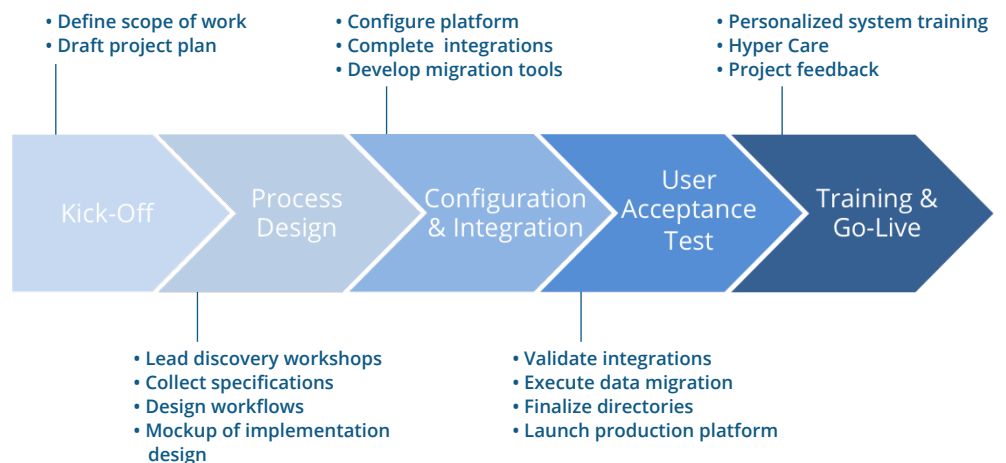 • Define scope of work
• Draft project plan
• Configure platform
• Complete integrations
• Develop migration tools
• Personalized system training
• Hyper Care
• Project feedback
Kick-Off
Process
Design
Configuration
& Integration
User
Acceptance
Test
Training &
Go-Live
• Lead discovery workshops
• Collect specifications
• Design workflows
• Mockup of implementation
design
• Validate integrations
• Execute data migration
• Finalize directories
• Launch production platform